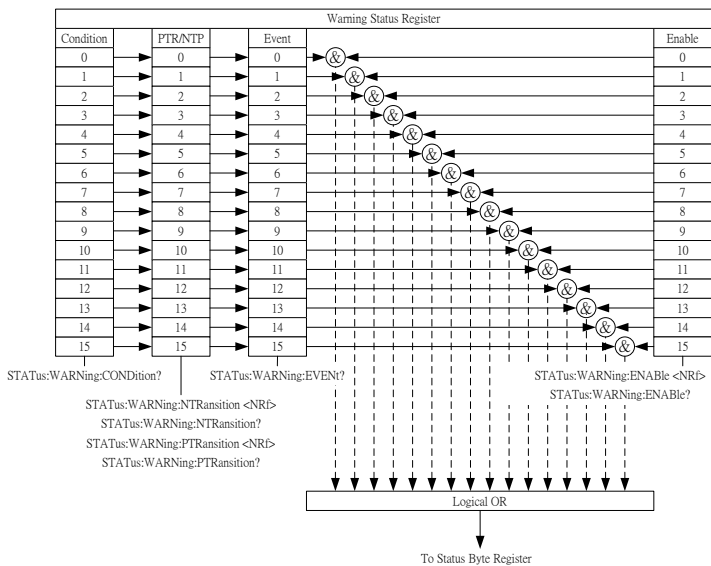 Warning Status Register
Condition PTR/NTP Event Enable
0 0 0 & 0
1 1 1 & 1
2 2 2 & 2
3 3 3 & 3
4 4 4 & 4
5 5 5 & 5
6 6 6 & 6
7 7 7 & 7
8 8 8 & 8
9 9 9 & 9
10 10 10 & 10
11 11 11 & 11
12 12 12 & 12
13 13 13 & 13
14 14 14 & 14
15 15 15 & 15
STATus:WARNing:CONDition? STATus:WARNing:EVENt? STATus:WARNing:ENABle <NRf>
STATus:WARNing:ENABle?
STATus:WARNing:NTRansition <NRf>
STATus:WARNing:NTRansition?
STATus:WARNing:PTRansition <NRf>
STATus:WARNing:PTRansition?
Logical OR
To Status Byte Register